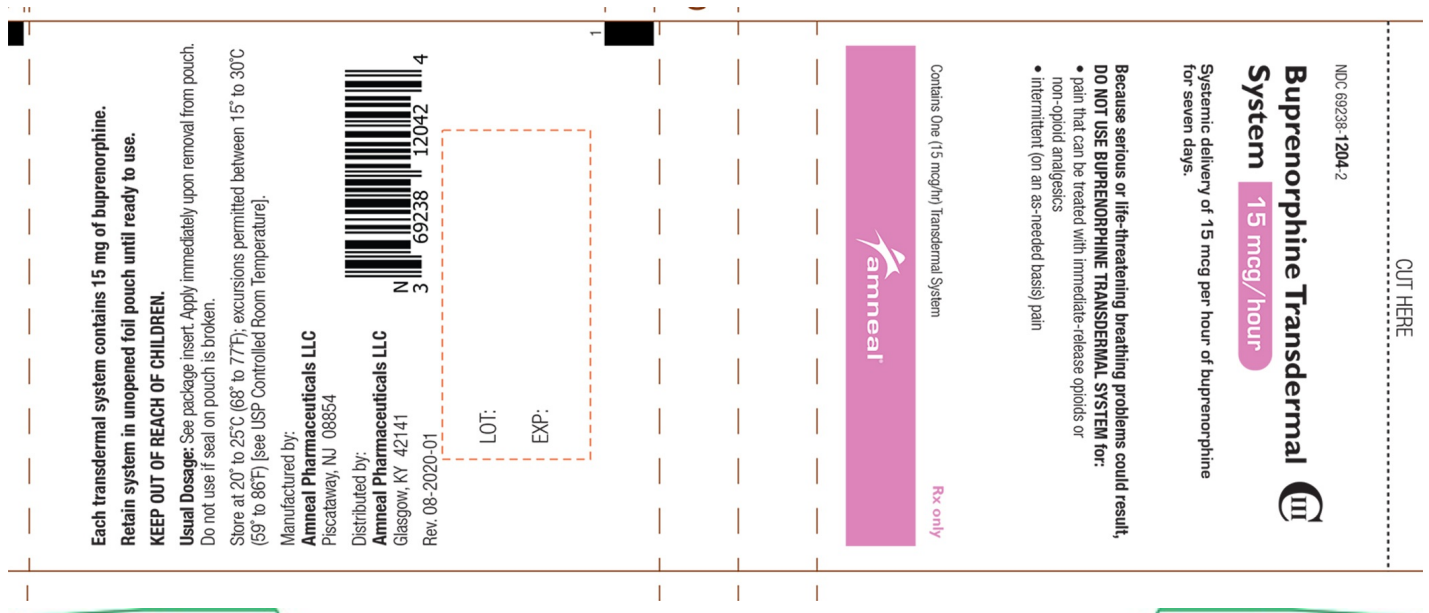 Each transdermal system contains 15 mg of buprenorphine.
Retain system in unopened foil pouch until ready to use.
KEEP OUT OF REACH OF CHILDREN.
Usual Dosage: See package insert. Apply immediately upon removal from pouch.
Do not use if seal on pouch is broken.
Store at 20° to 25°C (68° to 77°F); excursions permitted between 15° to 30°C
(59° to 86°F) [see USP Controlled Room Temperature].
Manufactured by:
Amneal Pharmaceuticals LLC
Piscataway, NJ 08854
Distributed by:
Amneal Pharmaceuticals LLC
Glasgow, KY 42141
Rev. 08-2020-01
N
3 69238 12042 4
LOT:
EXP:
1
CUT HERE
NDC 69238-1204-2
Buprenorphine Transdermal
System 15 mcg/hour
CIII
Systemic delivery of 15 mcg per hour of buprenorphine
for seven days.
Because serious or life-threatening breathing problems could result,
DO NOT USE BUPRENORPHINE TRANSDERMAL SYSTEM for:
• pain that can be treated with immediate-release opioids or
non-opioid analgesics
• intermittent (on an as-needed basis) pain
Contains One (15 mcg/hr) Transdermal System
Rx only
amneal®